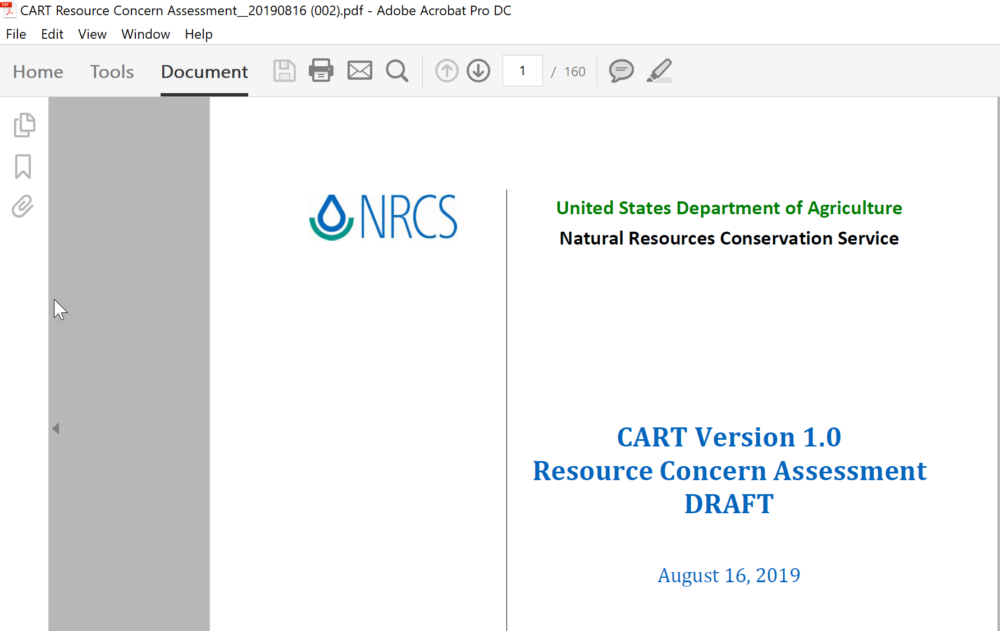 CART Resource Concern Assessment__20190816 (002).pdf - Adobe Acrobat Pro DC
File Edit View Window Help
Home Tools Document 1 / 160
NRCS
United States Department of Agriculture
Natural Resources Conservation Service
CART Version 1.0
Resource Concern Assessment
DRAFT
August 16, 2019